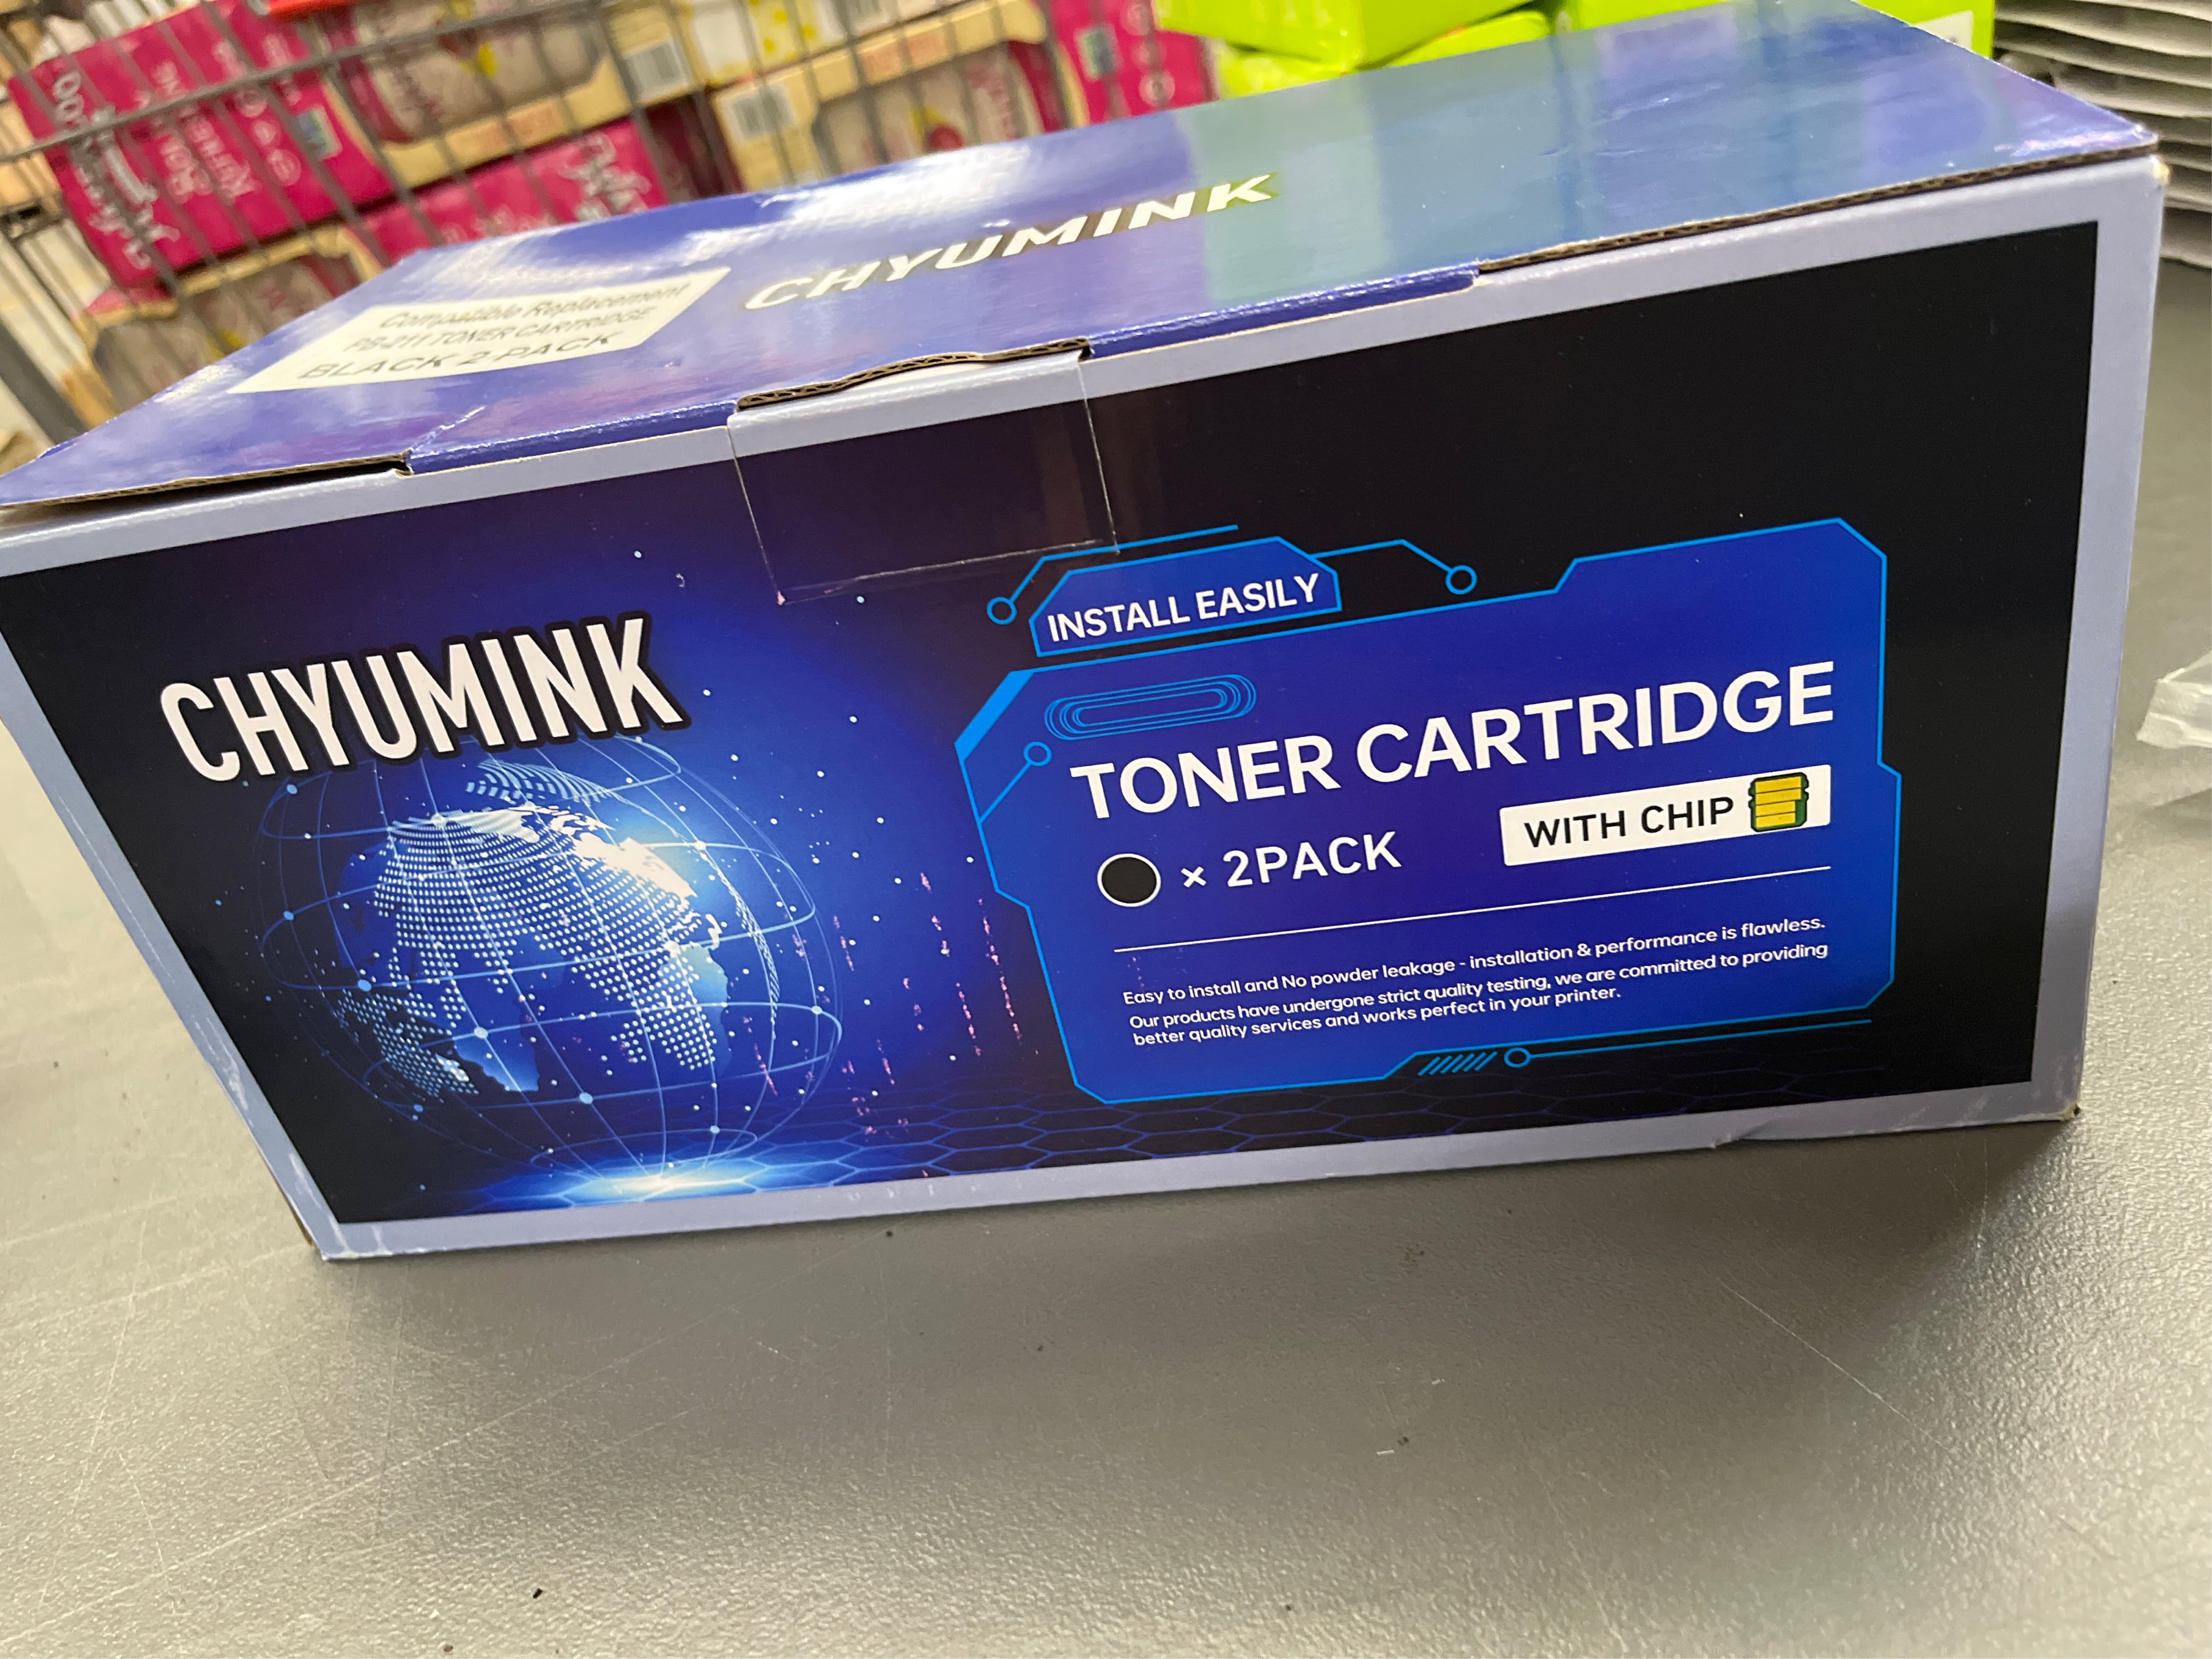 CHYUMINK
Compatible Replacement
PB-211 TONER CARTRIDGE
BLACK 2 PACK
CHYUMINK
INSTALL EASILY
TONER CARTRIDGE
× 2PACK
WITH CHIP
Easy to install and No powder leakage - installation & performance is flawless.
Our products have undergone strict quality testing, we are committed to providing
better quality services and works perfect in your printer.